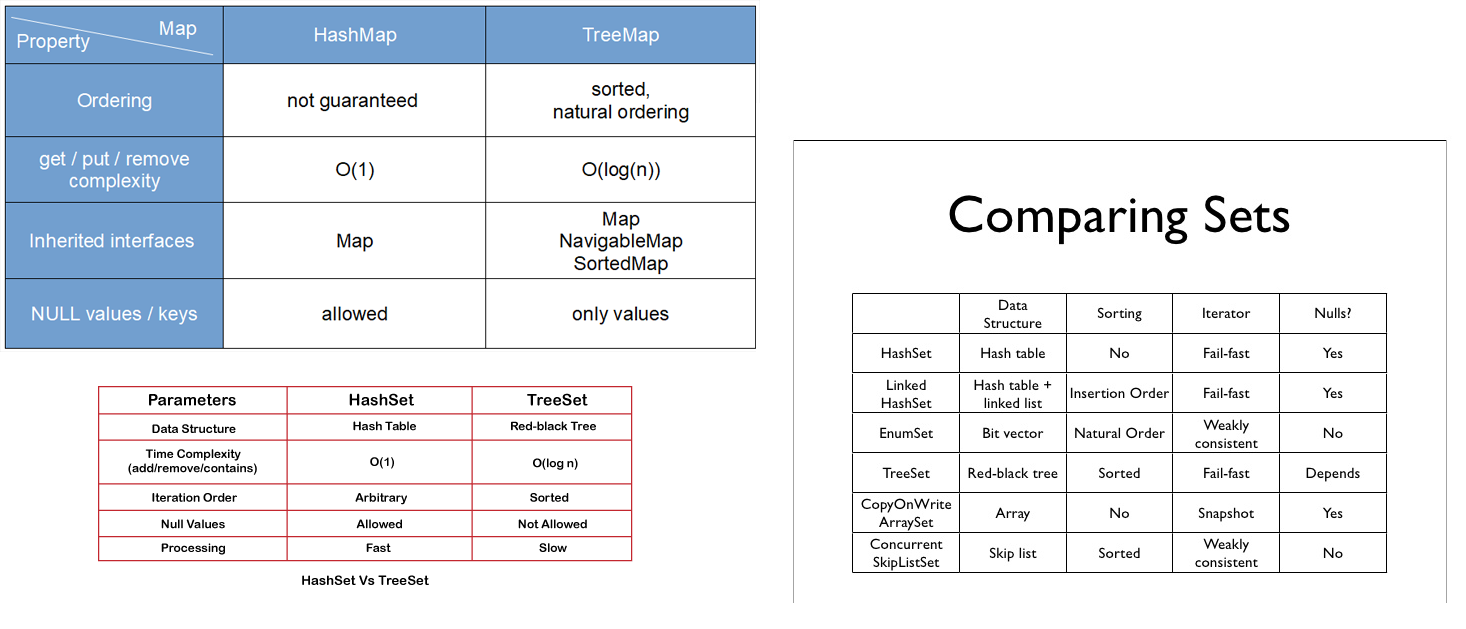 Map
Property
HashMap
TreeMap
Ordering
not guaranteed
sorted,
natural ordering
get / put / remove
complexity
O(1)
O(log(n))
Inherited interfaces
Map
Map
NavigableMap
SortedMap
NULL values / keys
allowed
only values
Parameters
HashSet
TreeSet
Data Structure
Hash Table
Red-black Tree
Time Complexity
(add/remove/contains)
O(1)
O(log n)
Iteration Order
Arbitrary
Sorted
Null Values
Allowed
Not Allowed
Processing
Fast
Slow
HashSet Vs TreeSet
Comparing Sets
Data
Structure
Sorting
Iterator
Nulls?
HashSet
Hash table
No
Fail-fast
Yes
Linked
HashSet
Hash table +
linked list
Insertion Order
Fail-fast
Yes
EnumSet
Bit vector
Natural Order
Weakly
consistent
No
TreeSet
Red-black tree
Sorted
Fail-fast
Depends
CopyOnWrite
ArraySet
Array
No
Snapshot
Yes
Concurrent
SkipListSet
Skip list
Sorted
Weakly
consistent
No